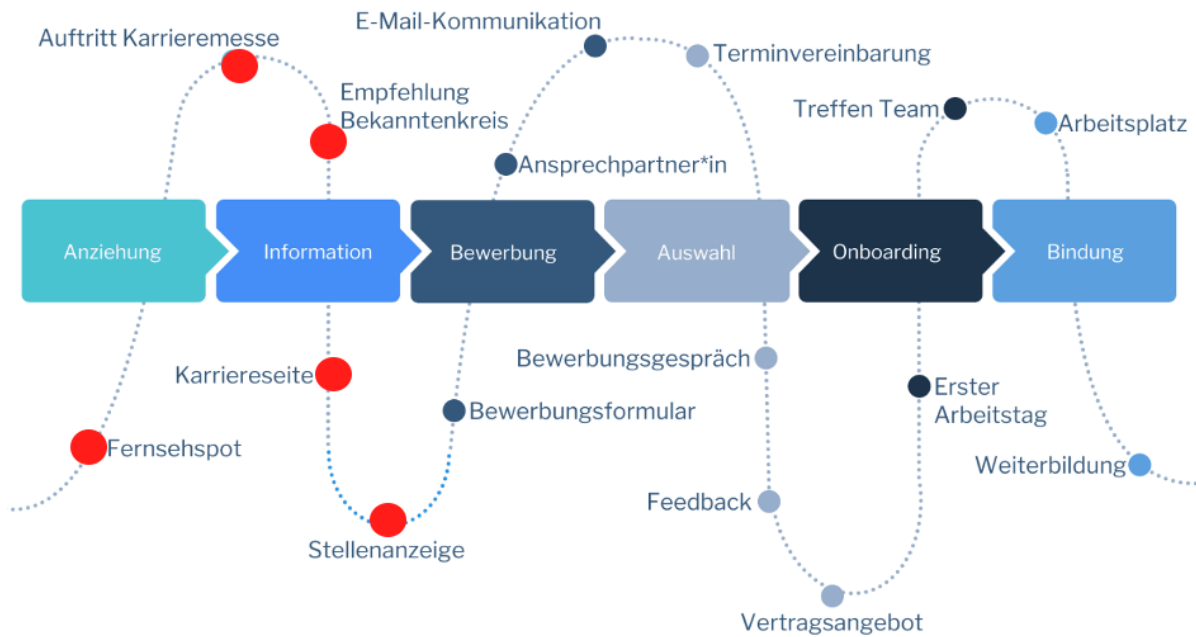 E-Mail-Kommunikation
Auftritt Karrieremesse
Terminvereinbarung
Empfehlung
Bekanntenkreis
Treffen Team
Arbeitsplatz
Ansprechpartner*in
Anziehung
Information
Bewerbung
Auswahl
Onboarding
Bindung
Bewerbungsgespräch
Karriereseite
Erster
Arbeitstag
Bewerbungsformular
Fernsehspot
Weiterbildung
Feedback
Stellenanzeige
Vertragsangebot